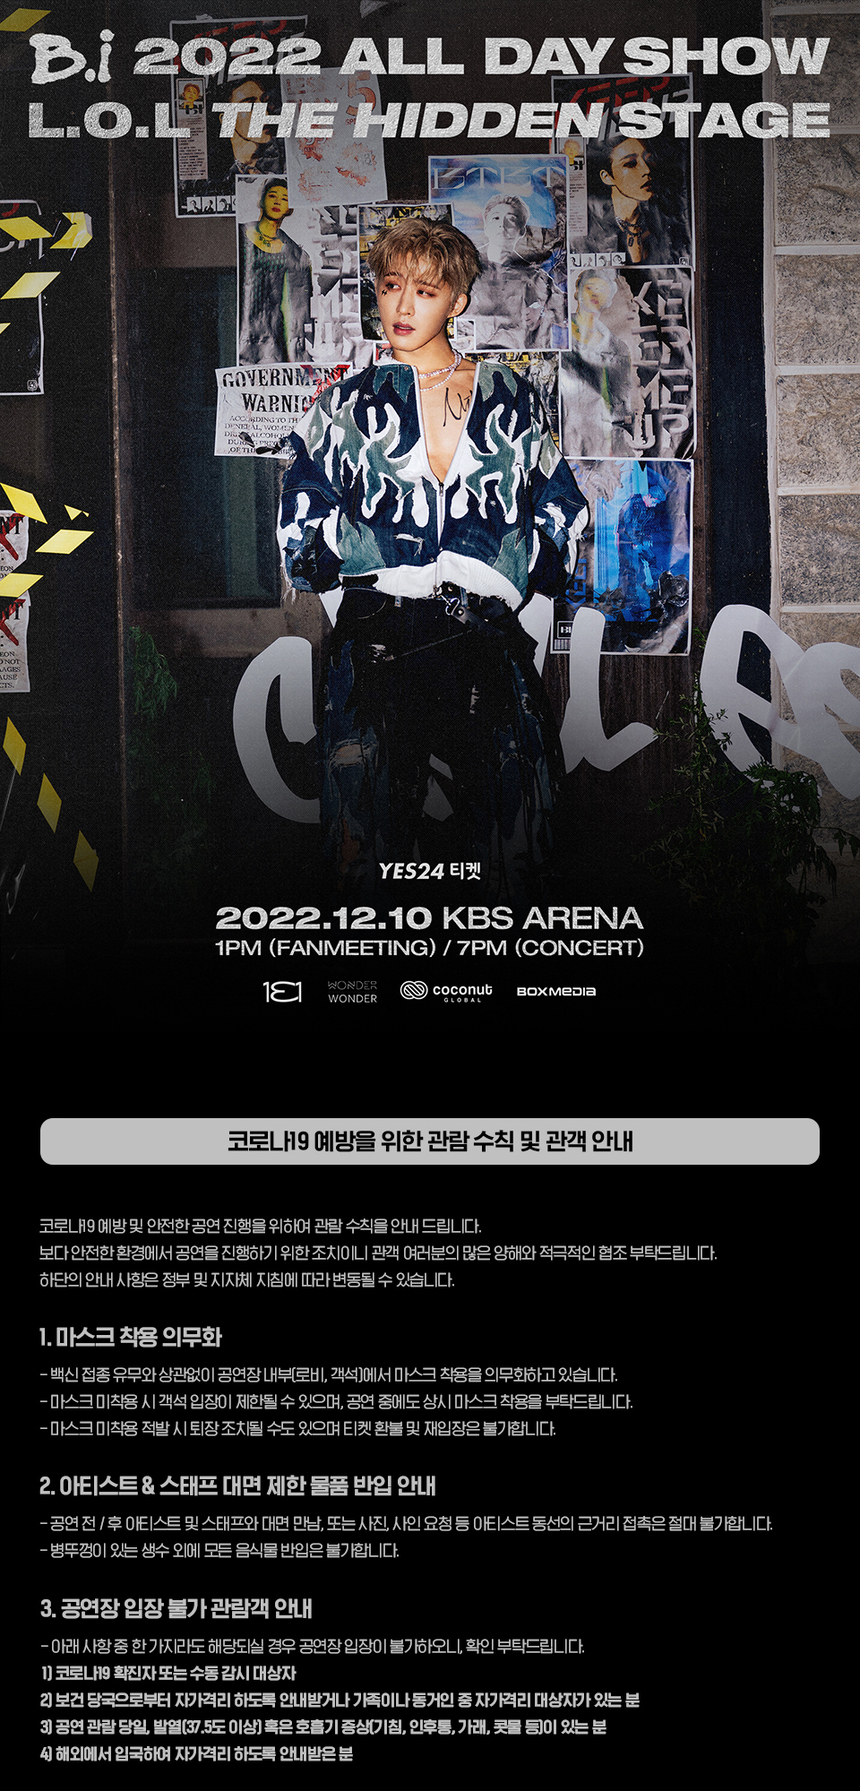 B.i 2022 ALL DAY SHOW
L.O.L THE HIDDEN STAGE
GOVERNMENT
WARNING
ACCORDING TO TH
YES24 티켓
2022.12.10 KBS ARENA
1PM (FANMEETING) / 7PM (CONCERT)
131
WONDER
WONDER
coconut
GLOBAL
BOXMEDIA
코로나19 예방을 위한 관람 수칙 및 관객 안내
코로나19 예방 및 안전한 공연 진행을 위하여 관람 수칙을 안내 드립니다.
보다 안전한 환경에서 공연을 진행하기 위한 조치이니 관객 여러분의 많은 양해와 적극적인 협조 부탁드립니다.
하단의 안내 사항은 정부 및 지자체 지침에 따라 변동될 수 있습니다.
1. 마스크 착용 의무화
- 백신 접종 유무와 상관없이 공연장 내부(로비, 객석)에서 마스크 착용을 의무화하고 있습니다.
- 마스크 미착용 시 객석 입장이 제한될 수 있으며, 공연 중에도 상시 마스크 착용을 부탁드립니다.
- 마스크 미착용 적발 시 퇴장 조치될 수도 있으며 티켓 환불 및 재입장은 불가합니다.
2. 아티스트 & 스태프 대면 제한 물품 반입 안내
- 공연 전 / 후 아티스트 및 스태프와 대면 만남, 또는 사진, 사인 요청 등 아티스트 동선의 근거리 접촉은 절대 불가합니다.
- 병뚜껑이 있는 생수 외에 모든 음식물 반입은 불가합니다.
3. 공연장 입장 불가 관람객 안내
- 아래 사항 중 한 가지라도 해당되실 경우 공연장 입장이 불가하오니, 확인 부탁드립니다.
1) 코로나19 확진자 또는 수동 감시 대상자
2) 보건 당국으로부터 자가격리 하도록 안내받거나 가족이나 동거인 중 자가격리 대상자가 있는 분
3) 공연 관람 당일, 발열(37.5도 이상) 혹은 호흡기 증상(기침, 인후통, 가래, 콧물 등)이 있는 분
4) 해외에서 입국하여 자가격리 하도록 안내받은 분